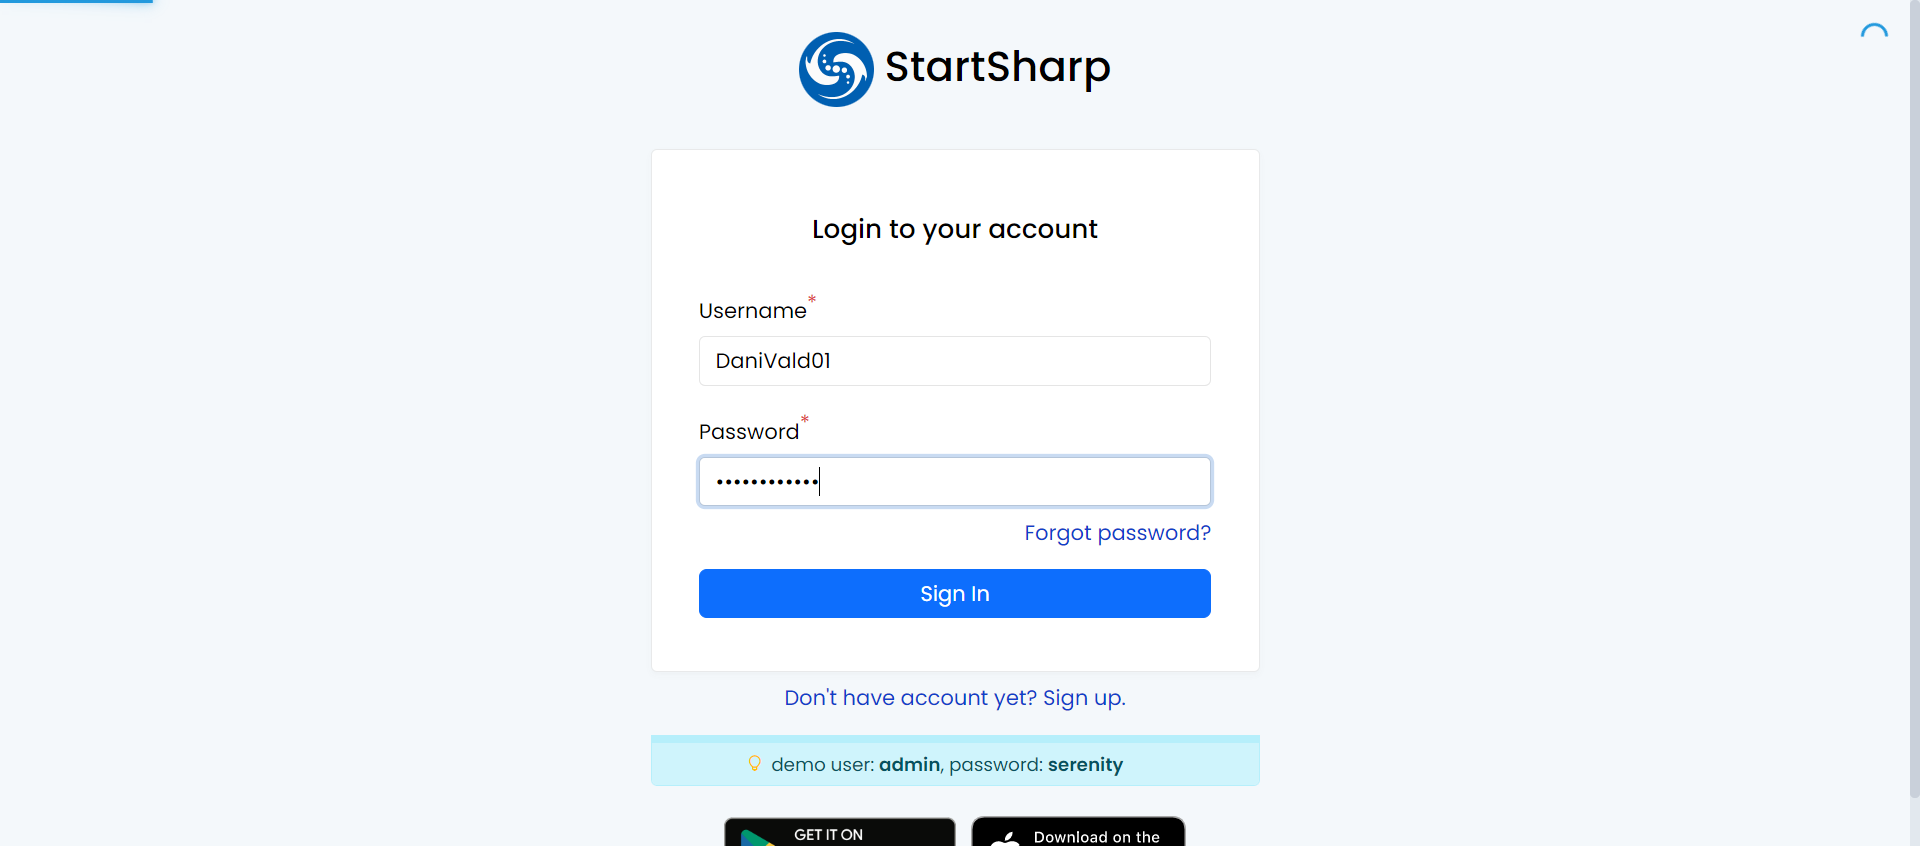 StartSharp
Login to your account
Username*
DaniVald01
Password*
••••••••••••
Forgot password?
Sign In
Don't have account yet? Sign up.
demo user: admin, password: serenity
GET IT ON
Download on the